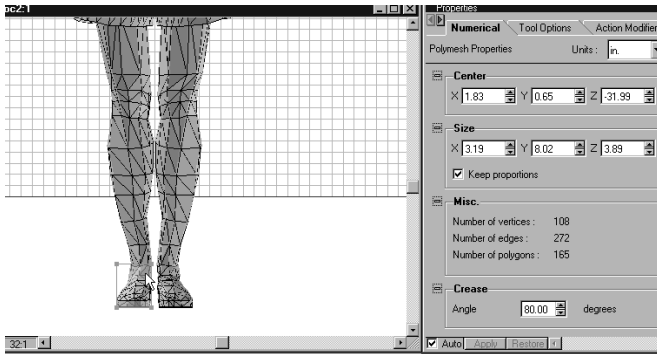 oc2:1
Properties
Numerical Tool Options Action Modifier
Polymesh Properties Units : in.
Center
X 1.83 Y 0.65 Z -31.99
Size
X 3.19 Y 8.02 Z 3.89
Keep proportions
Misc.
Number of vertices : 108
Number of edges : 272
Number of polygons : 165
Crease
Angle 80.00 degrees
32:1
Auto Apply Restore